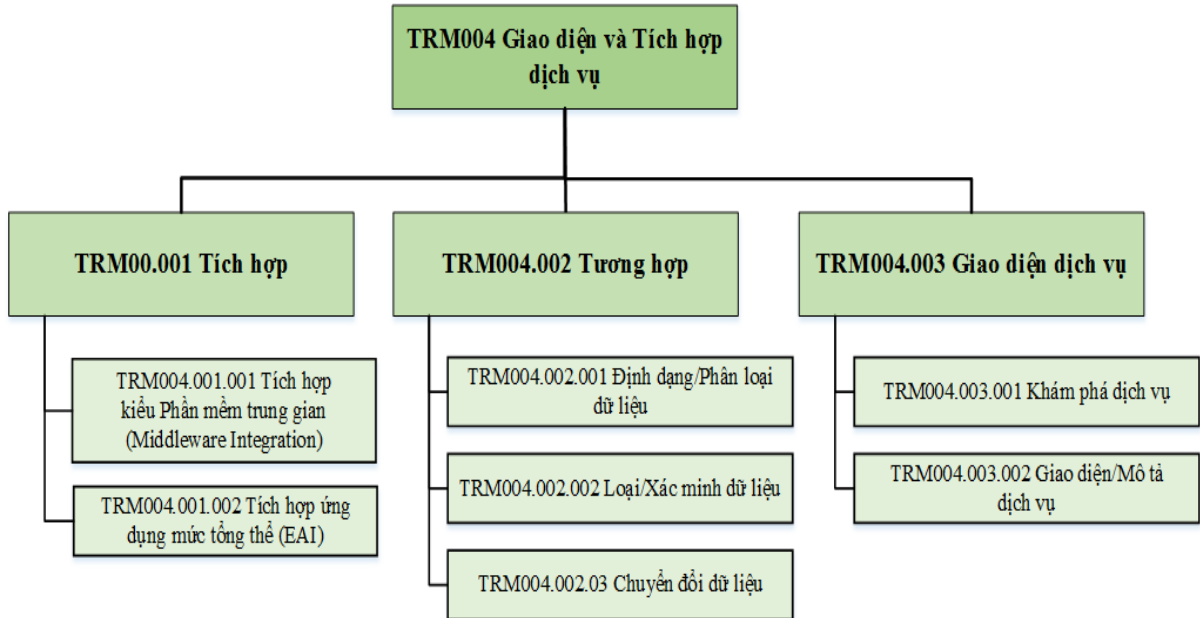 TRM004 Giao diện và Tích hợp
dịch vụ
TRM00.001 Tích hợp
TRM004.001.001 Tích hợp
kiểu Phần mềm trung gian
(Middleware Integration)
TRM004.001.002 Tích hợp ứng
dụng mức tổng thể (EAI)
TRM004.002 Tương hợp
TRM004.002.001 Định dạng/Phân loại
dữ liệu
TRM004.002.002 Loại/Xác minh dữ liệu
TRM004.002.03 Chuyển đổi dữ liệu
TRM004.003 Giao diện dịch vụ
TRM004.003.001 Khám phá dịch vụ
TRM004.003.002 Giao diện/Mô tả
dịch vụ